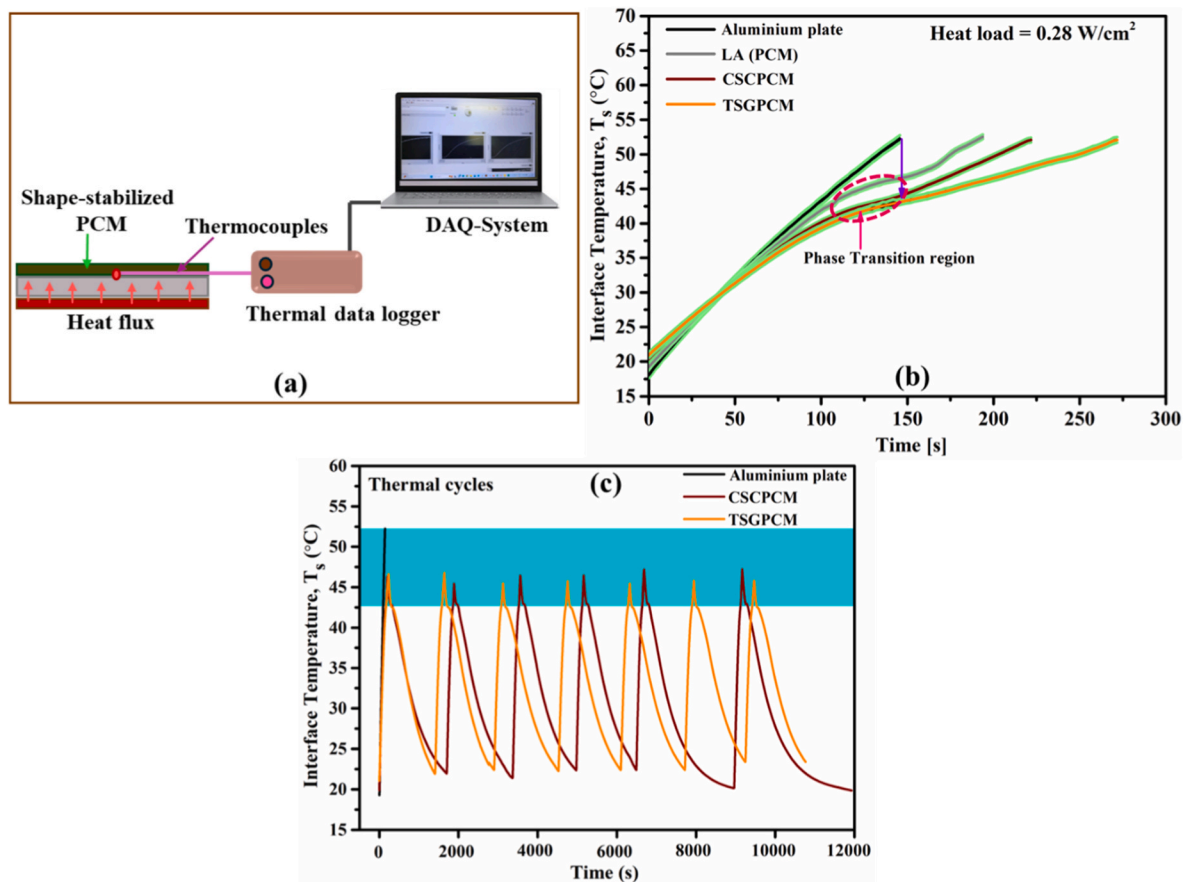 Shape-stabilized
PCM
Thermocouples
DAQ-System
Heat flux
Thermal data logger
(a)
70
65
60
55
50
45
40
35
30
25
20
15
Interface Temperature, Tₛ (°C)
Aluminium plate
LA (PCM)
CSCPCM
TSGPCM
Heat load = 0.28 W/cm²
Phase Transition region
(b)
0
50
100
150
200
250
300
Time [s]
60
55
50
45
40
35
30
25
20
15
Interface Temperature, Tₛ (°C)
Thermal cycles
(c)
Aluminium plate
CSCPCM
TSGPCM
0
2000
4000
6000
8000
10000
12000
Time (s)